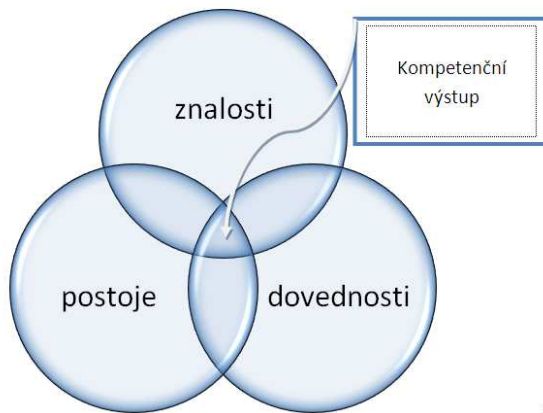 Kompetenční
výstup
znalosti
postoje
dovednosti